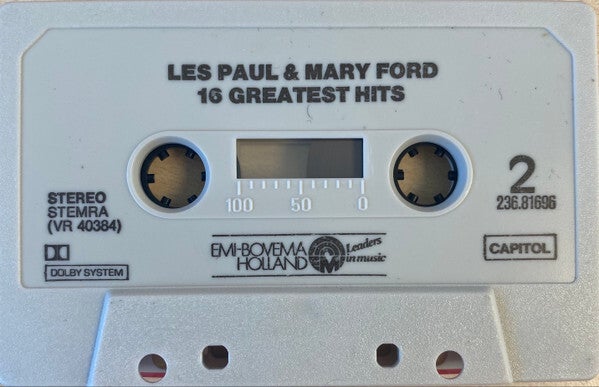 LES PAUL & MARY FORD
16 GREATEST HITS
STEREO
STEMRA
(VR 40384)
DOLBY SYSTEM
100 50 0
2
236.81696
EMI-BOVEMA
HOLLAND
Leaders
in music
CAPITOL